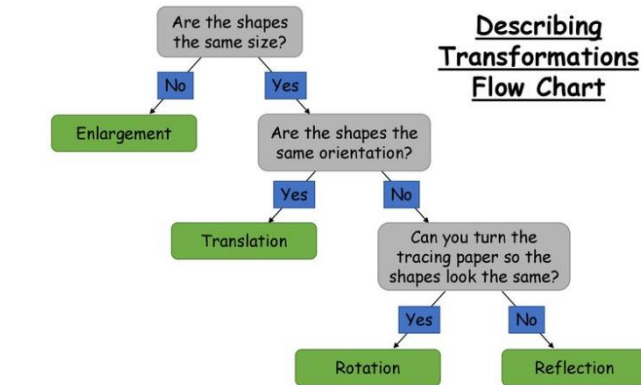 Describing
Transformations
Flow Chart
Are the shapes
the same size?
No
Yes
Enlargement
Are the shapes the
same orientation?
Yes
No
Translation
Can you turn the
tracing paper so the
shapes look the same?
Yes
No
Rotation
Reflection